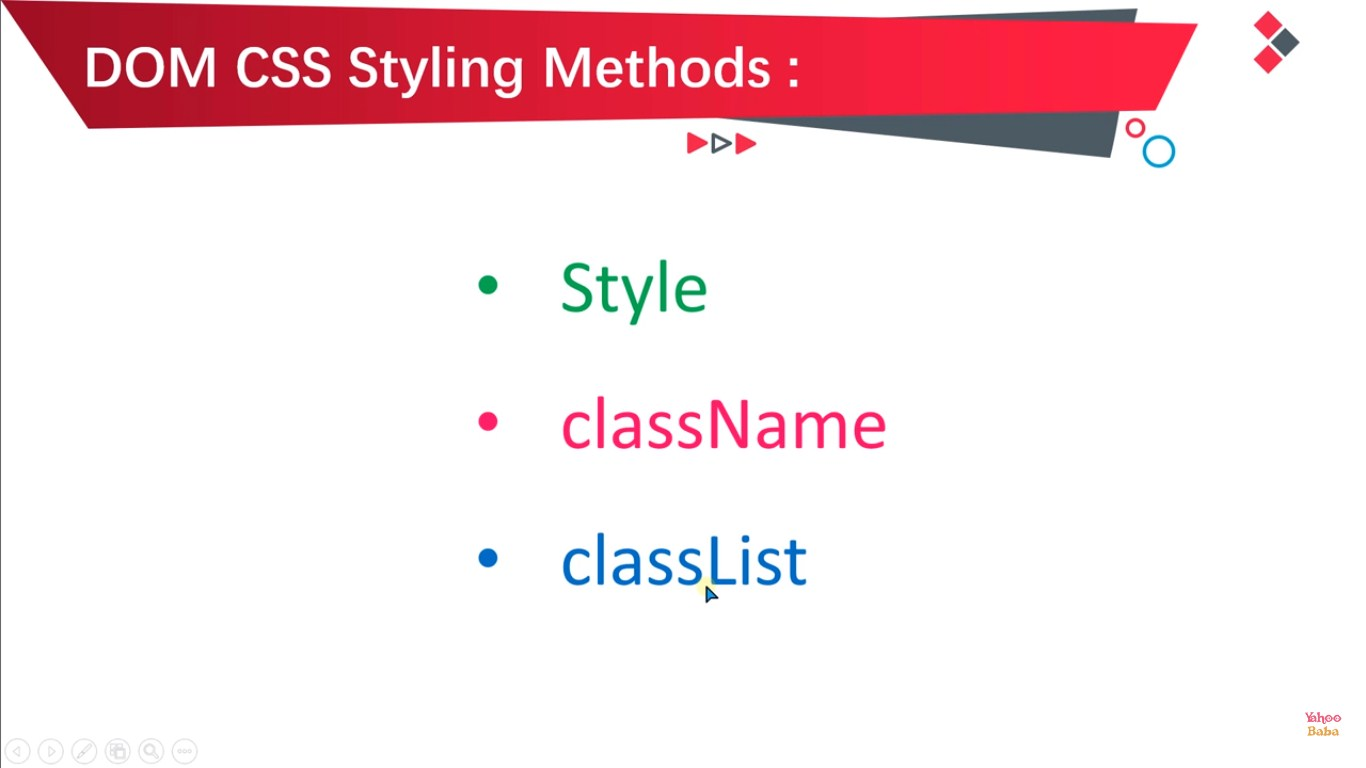 DOM CSS Styling Methods :
• Style
• className
• classList
Yahoo
Baba